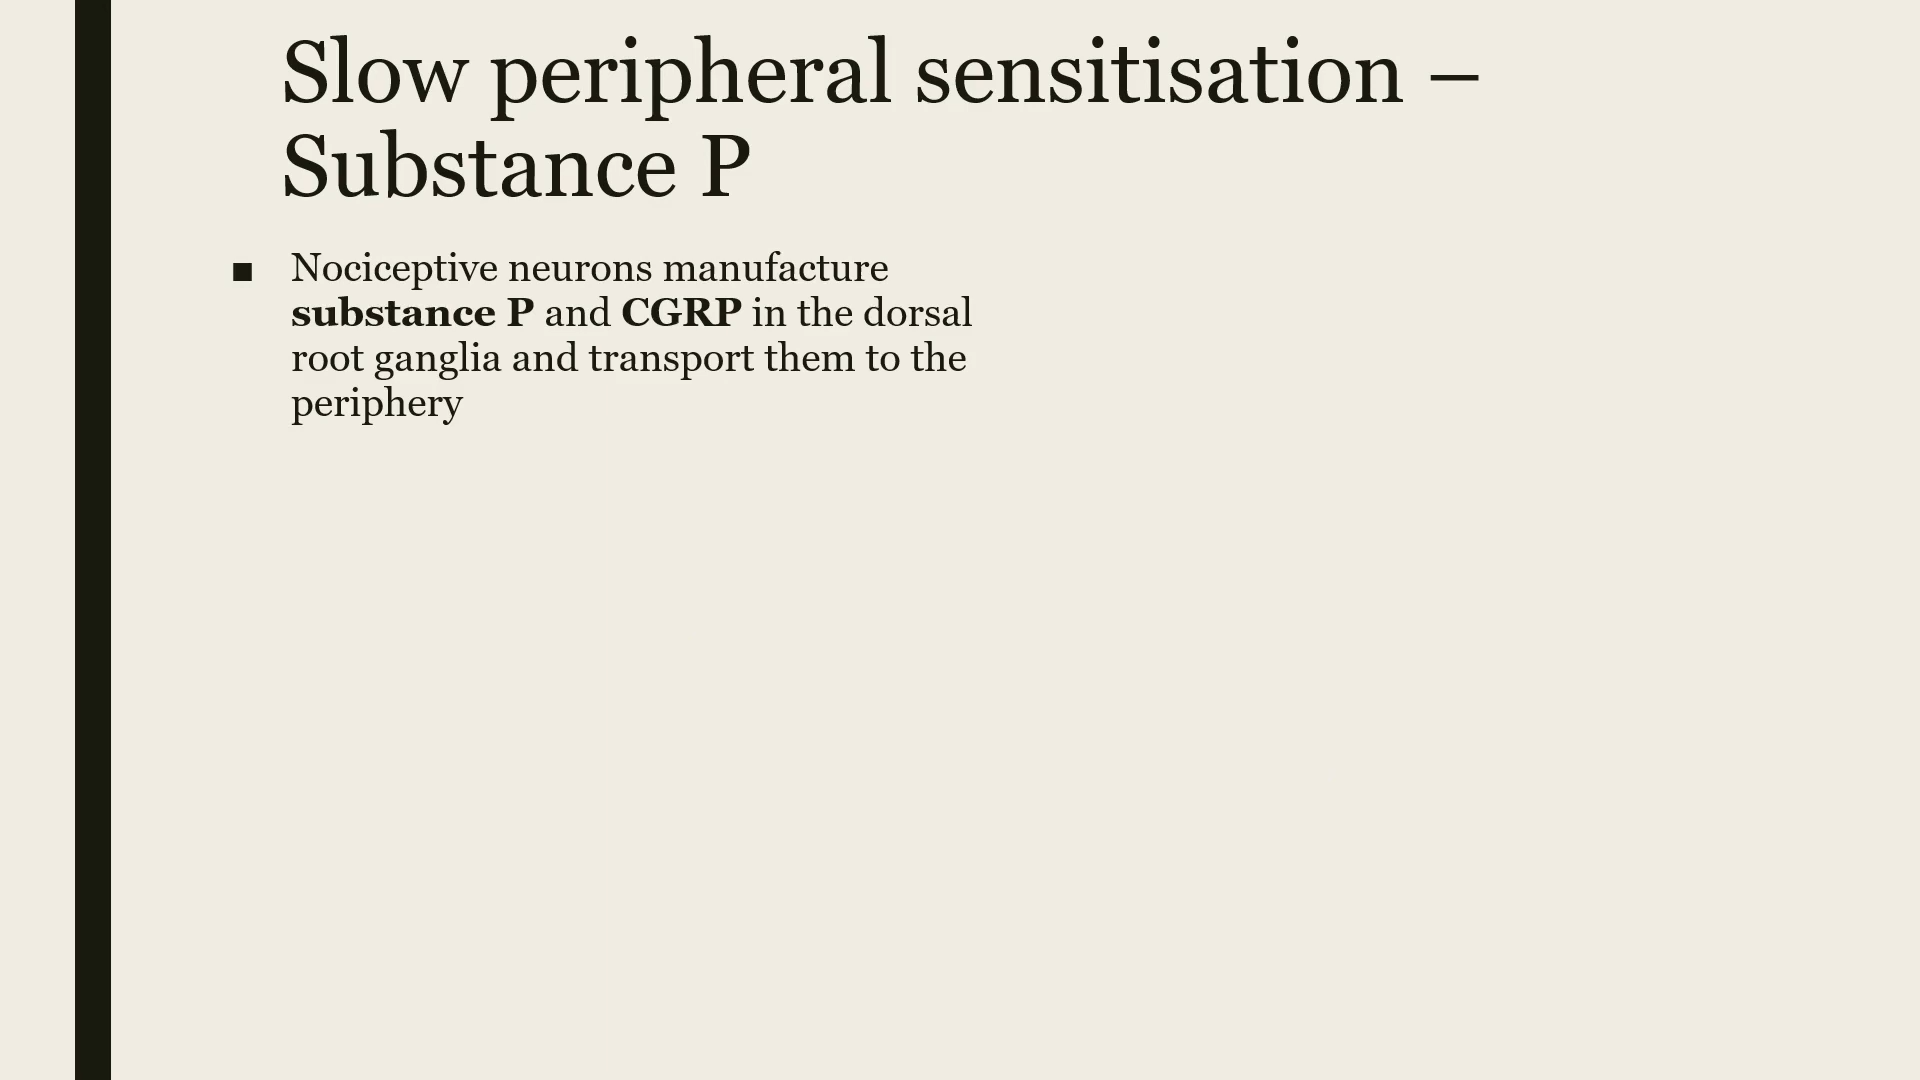 Slow peripheral sensitisation –
Substance P
■ Nociceptive neurons manufacture
substance P and CGRP in the dorsal
root ganglia and transport them to the
periphery